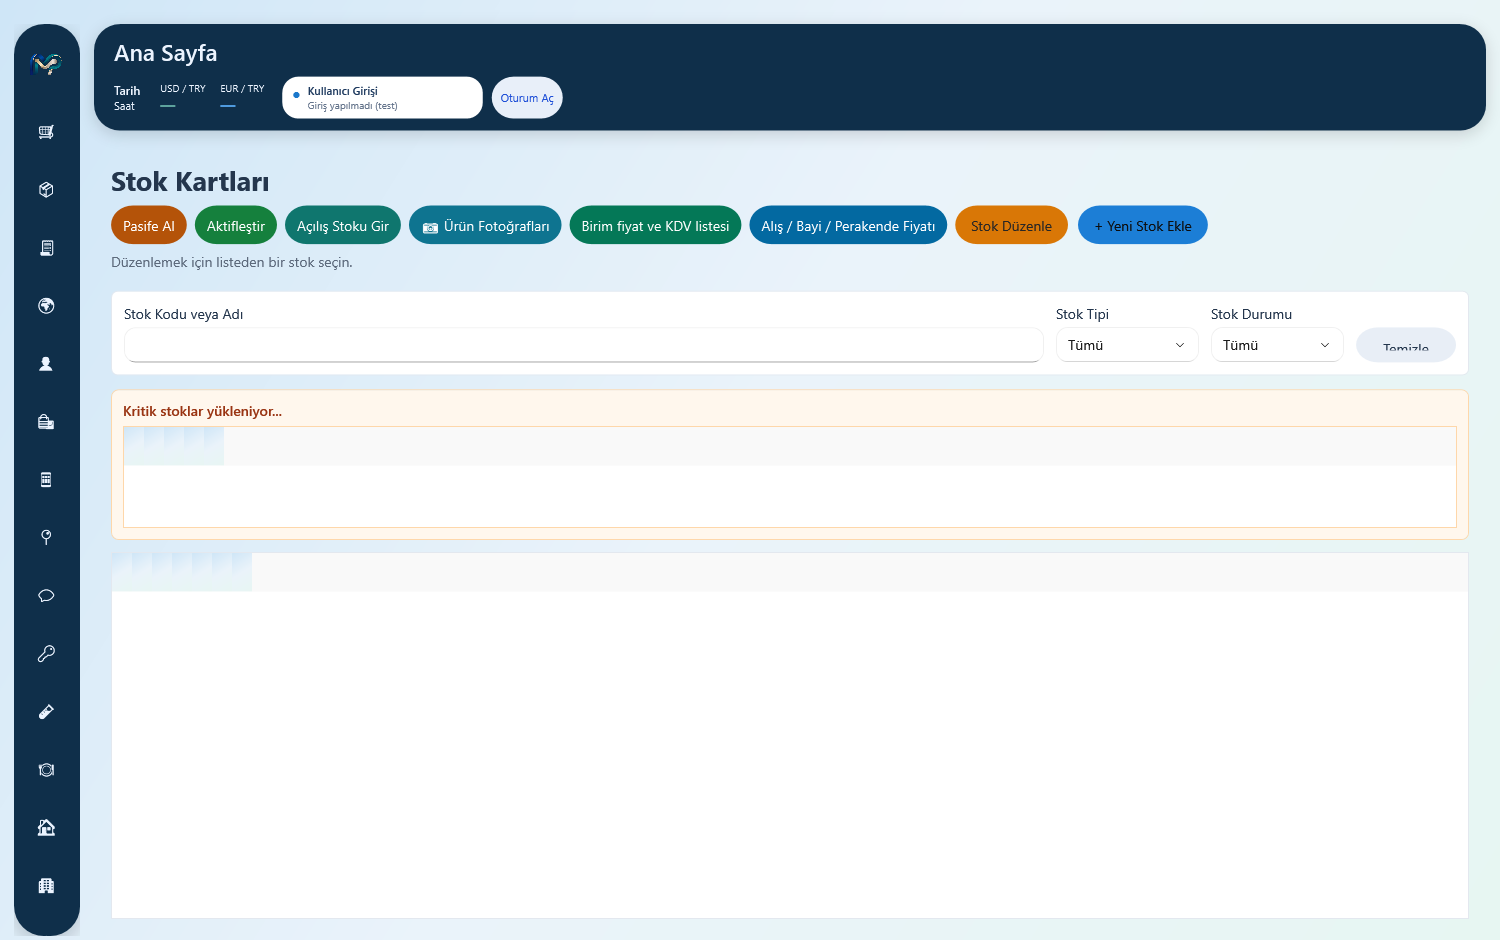 Ana Sayfa
Tarih
Saat
USD / TRY
—
EUR / TRY
—
Kullanıcı Girişi
Giriş yapılmadı (test)
Oturum Aç
Stok Kartları
Pasife Al
Aktifleştir
Açılış Stoku Gir
📷 Ürün Fotoğrafları
Birim fiyat ve KDV listesi
Alış / Bayi / Perakende Fiyatı
Stok Düzenle
+ Yeni Stok Ekle
Düzenlemek için listeden bir stok seçin.
Stok Kodu veya Adı
Stok Tipi
Stok Durumu
Tümü
Tümü
Temizle
Kritik stoklar yükleniyor...